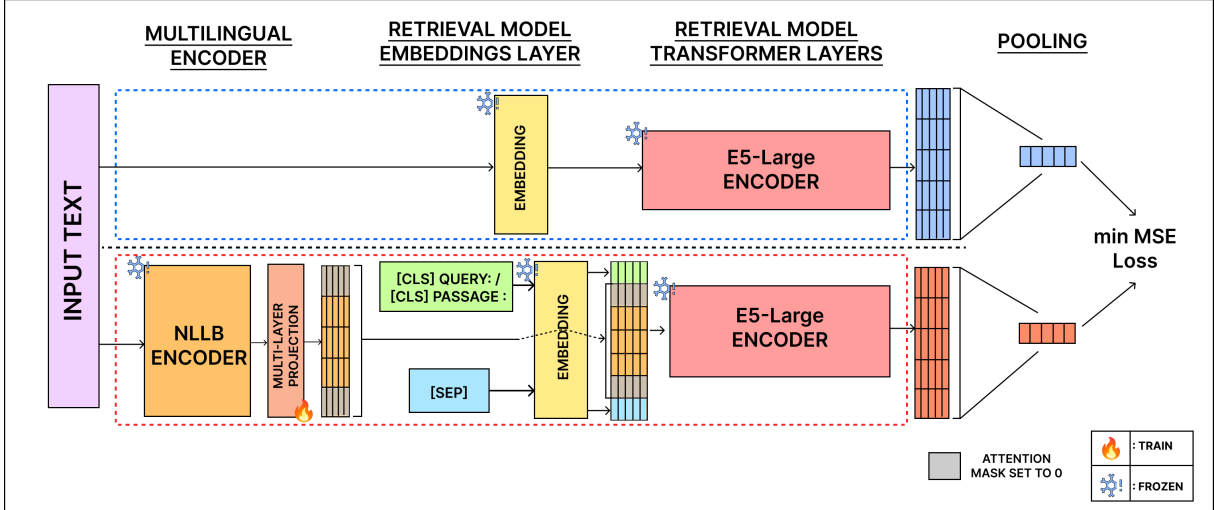 MULTILINGUAL
ENCODER
RETRIEVAL MODEL
EMBEDDINGS LAYER
RETRIEVAL MODEL
TRANSFORMER LAYERS
POOLING
INPUT TEXT
EMBEDDING
E5-Large
ENCODER
min MSE
Loss
NLLB
ENCODER
MULTI-LAYER
PROJECTION
[CLS] QUERY: /
[CLS] PASSAGE :
[SEP]
EMBEDDING
E5-Large
ENCODER
ATTENTION
MASK SET TO 0
: TRAIN
: FROZEN